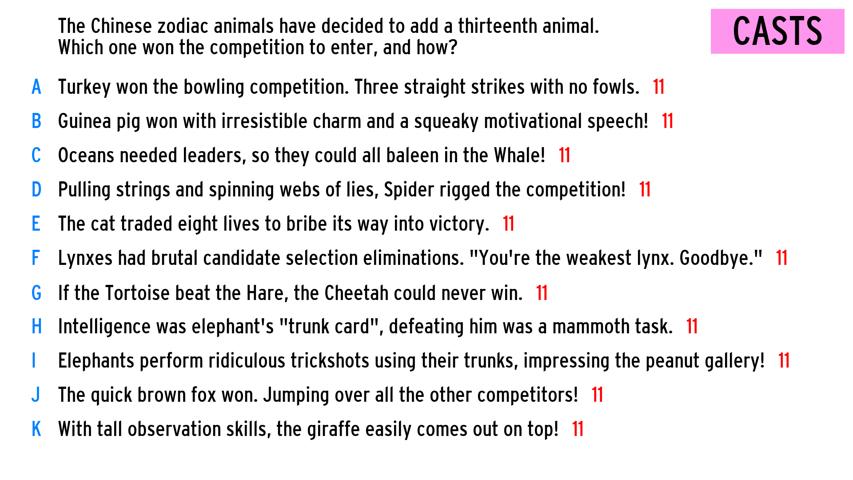 The Chinese zodiac animals have decided to add a thirteenth animal.
Which one won the competition to enter, and how?
CASTS
A Turkey won the bowling competition. Three straight strikes with no fowls. 11
B Guinea pig won with irresistible charm and a squeaky motivational speech! 11
C Oceans needed leaders, so they could all baleen in the Whale! 11
D Pulling strings and spinning webs of lies, Spider rigged the competition! 11
E The cat traded eight lives to bribe its way into victory. 11
F Lynxes had brutal candidate selection eliminations. "You're the weakest lynx. Goodbye." 11
G If the Tortoise beat the Hare, the Cheetah could never win. 11
H Intelligence was elephant's "trunk card", defeating him was a mammoth task. 11
I Elephants perform ridiculous trickshots using their trunks, impressing the peanut gallery! 11
J The quick brown fox won. Jumping over all the other competitors! 11
K With tall observation skills, the giraffe easily comes out on top! 11